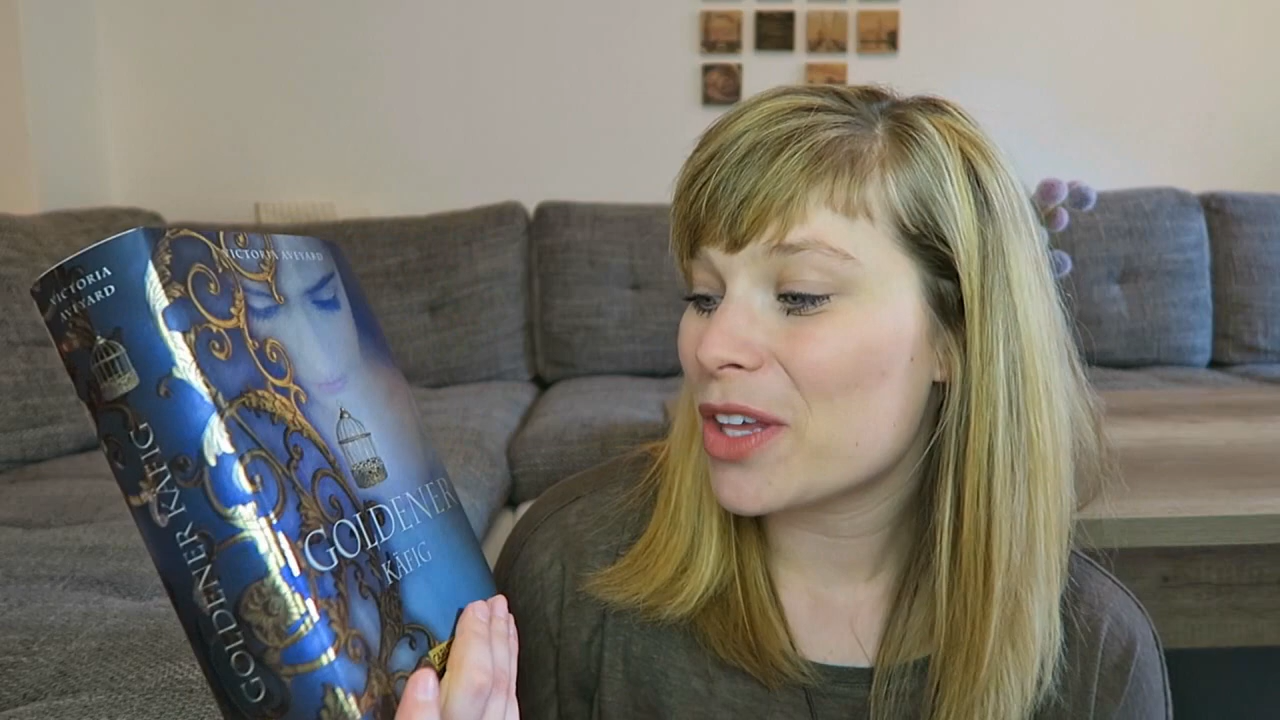 VICTORIA
AVEYARD
GOLDENER KÄFIG
VICTORIA AVEYARD
GOLDENER
KÄFIG